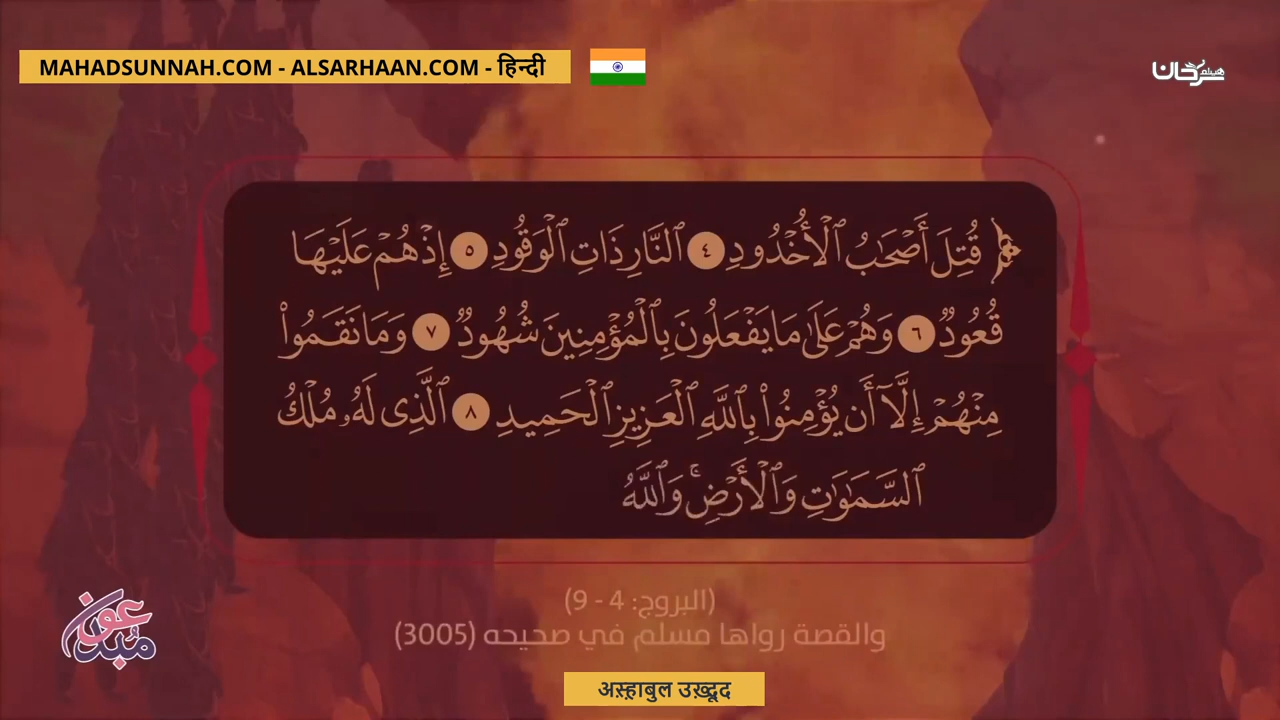 MAHADSUNNAH.COM - ALSARHAAN.COM - हिन्दी
هيثم سرحان
﴿ قُتِلَ أَصْحَٰبُ ٱلْأُخْدُودِ ٤ ٱلنَّارِ ذَاتِ ٱلْوَقُودِ ٥ إِذْ هُمْ عَلَيْهَا
قُعُودٌ ٦ وَهُمْ عَلَىٰ مَا يَفْعَلُونَ بِٱلْمُؤْمِنِينَ شُهُودٌ ٧ وَمَا نَقَمُوا۟
مِنْهُمْ إِلَّآ أَن يُؤْمِنُوا۟ بِٱللَّهِ ٱلْعَزِيزِ ٱلْحَمِيدِ ٨ ٱلَّذِى لَهُۥ مُلْكُ
ٱلسَّمَٰوَٰتِ وَٱلْأَرْضِ ۚ وَٱللَّهُ
(البروج: 4 - 9)
والقصة رواها مسلم في صحيحه (3005)
अस़्ह़ाबुल उख़्दूद